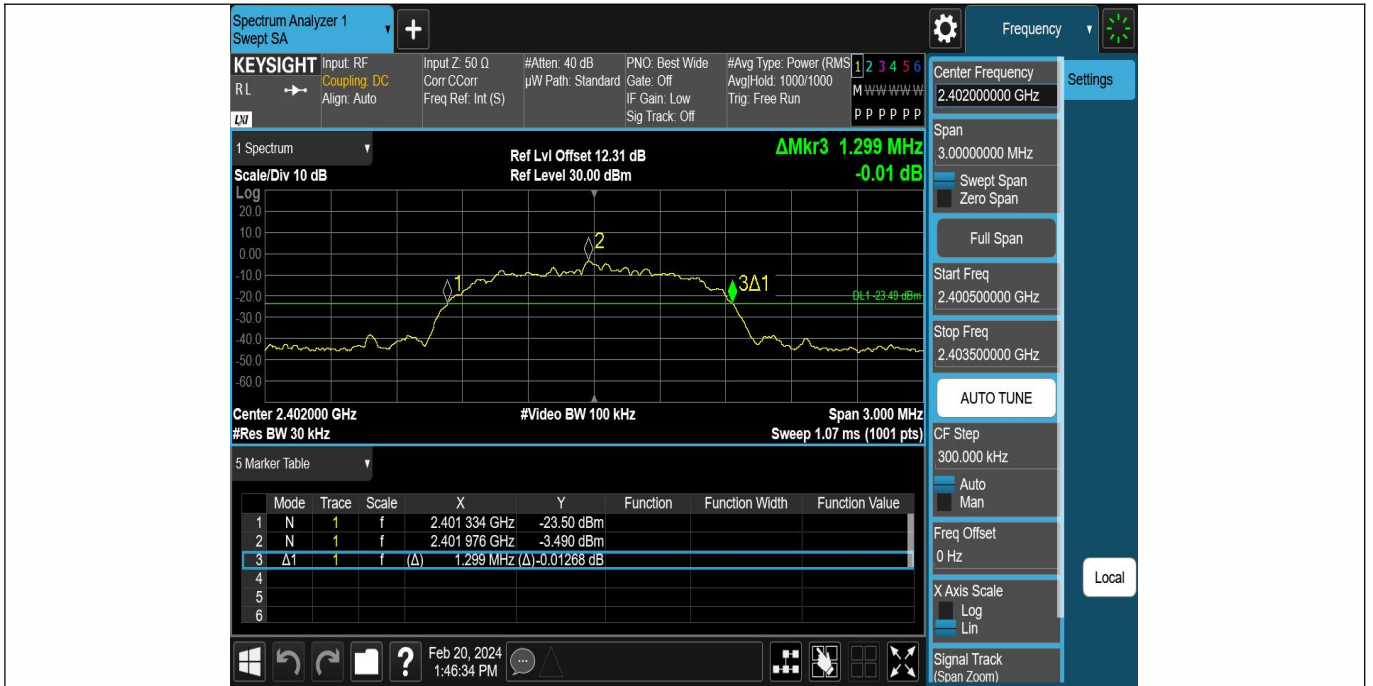 Spectrum Analyzer 1
Swept SA
+
Frequency
KEYSIGHT
RL
LXI
Input: RF
Coupling: DC
Align: Auto
Input Z: 50 Ω
Corr CCorr
Freq Ref: Int (S)
#Atten: 40 dB
µW Path: Standard
PNO: Best Wide
Gate: Off
IF Gain: Low
Sig Track: Off
#Avg Type: Power (RMS
Avg|Hold: 1000/1000
Trig: Free Run
1 2 3 4 5 6
M W W W W W
P P P P P P
Center Frequency
2.402000000 GHz
Settings
Span
3.00000000 MHz
Swept Span
Zero Span
Full Span
Start Freq
2.400500000 GHz
Stop Freq
2.403500000 GHz
AUTO TUNE
CF Step
300.000 kHz
Auto
Man
Freq Offset
0 Hz
X Axis Scale
Log
Lin
Signal Track
(Span Zoom)
Local
1 Spectrum
Scale/Div 10 dB
Ref Lvl Offset 12.31 dB
Ref Level 30.00 dBm
ΔMkr3 1.299 MHz
-0.01 dB
Log
20.0
10.0
0.00
-10.0
-20.0
-30.0
-40.0
-50.0
-60.0
1
2
3Δ1
DL1 -23.49 dBm
Center 2.402000 GHz
#Video BW 100 kHz
Span 3.000 MHz
#Res BW 30 kHz
Sweep 1.07 ms (1001 pts)
5 Marker Table
Mode Trace Scale X Y Function Function Width Function Value
1 N 1 f 2.401 334 GHz -23.50 dBm
2 N 1 f 2.401 976 GHz -3.490 dBm
3 Δ1 1 f (Δ) 1.299 MHz (Δ) -0.01268 dB
4
5
6
?
Feb 20, 2024
1:46:34 PM